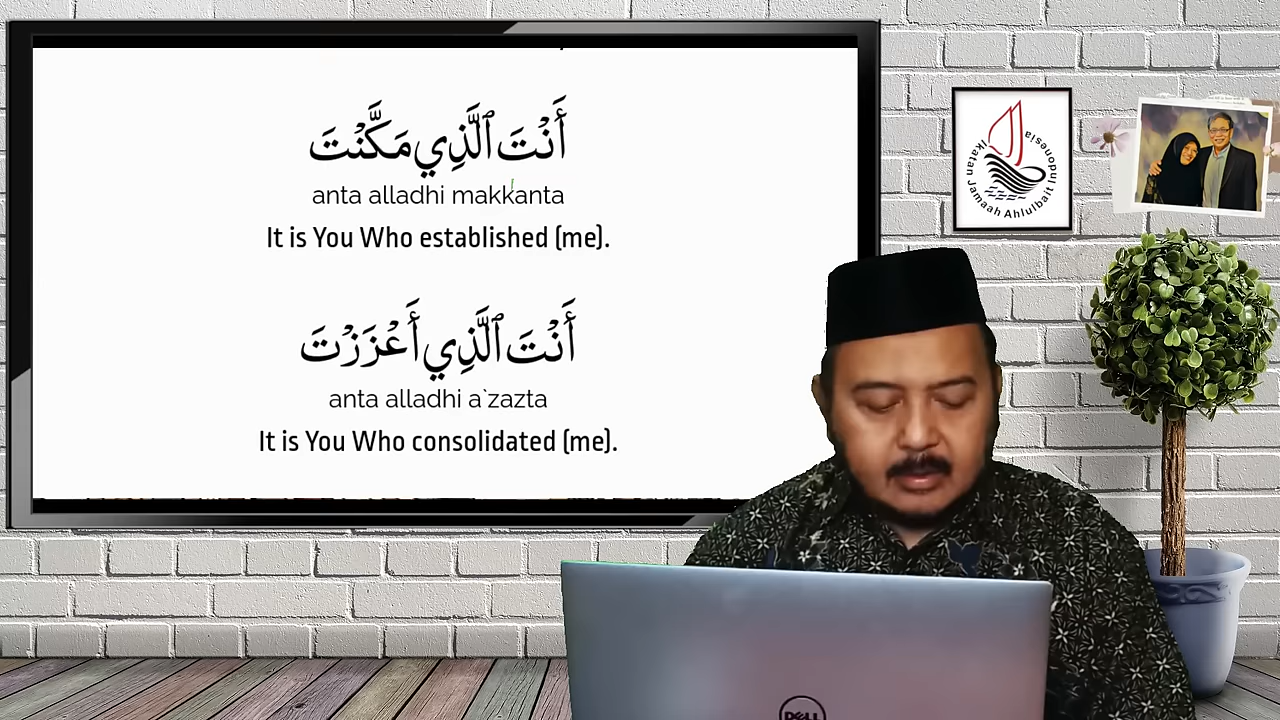 أَنْتَ ٱلَّذِي مَكَّنْتَ
anta alladhi makkanta
It is You Who established (me).
أَنْتَ ٱلَّذِي أَعْزَزْتَ
anta alladhi a`zazta
It is You Who consolidated (me).
Ikatan Jamaah Ahlulbait Indonesia
DELL